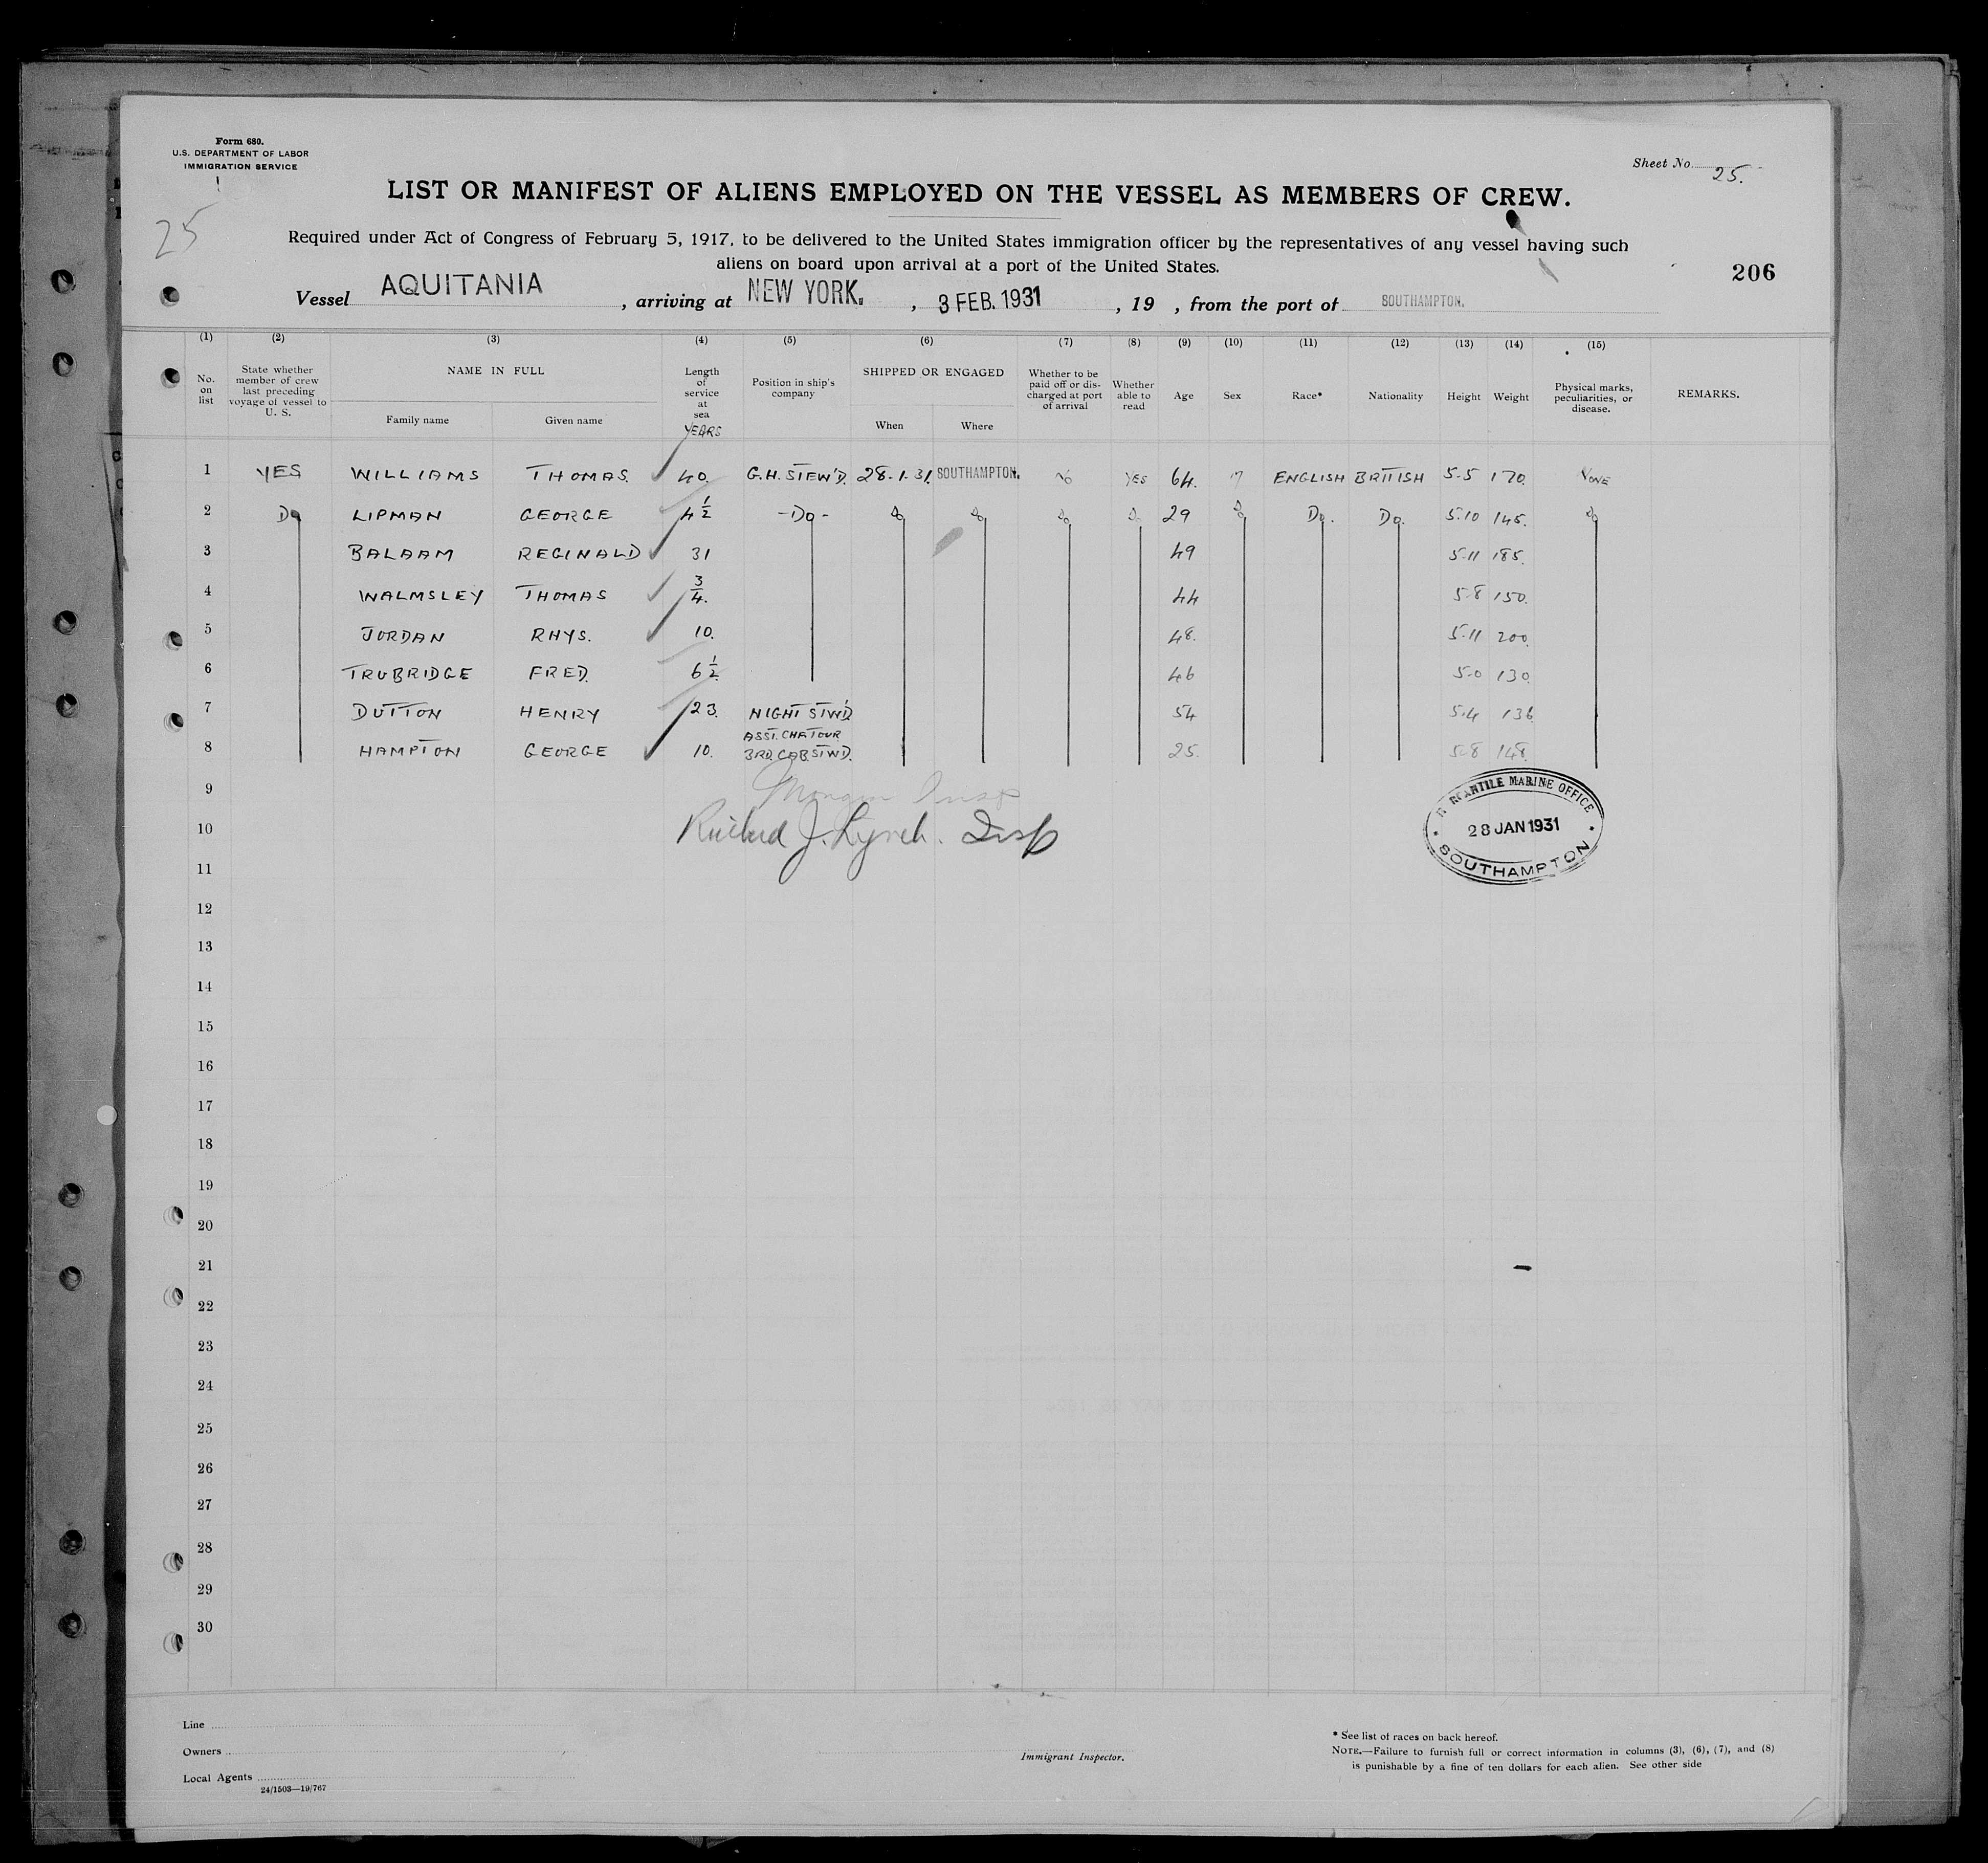 Form 680.
U.S. DEPARTMENT OF LABOR
IMMIGRATION SERVICE
Sheet No. 25.
LIST OR MANIFEST OF ALIENS EMPLOYED ON THE VESSEL AS MEMBERS OF CREW.
25
Required under Act of Congress of February 5, 1917, to be delivered to the United States immigration officer by the representatives of any vessel having such
aliens on board upon arrival at a port of the United States.
206
Vessel AQUITANIA, arriving at NEW YORK., 3 FEB. 1931, 19 , from the port of SOUTHAMPTON.
(1) (2) (3) (4) (5) (6) (7) (8) (9) (10) (11) (12) (13) (14) (15)
No. on list
State whether member of crew last preceding voyage of vessel to U. S.
NAME IN FULL
Family name Given name
Length of service at sea YEARS
Position in ship's company
SHIPPED OR ENGAGED
When Where
Whether to be paid off or discharged at port of arrival
Whether able to read
Age Sex Race* Nationality Height Weight
Physical marks, peculiarities, or disease.
REMARKS.
1 YES WILLIAMS THOMAS. 40. G.H. STEW'D. 28-1-31. SOUTHAMPTON. No YES 64. M ENGLISH BRITISH 5-5 170. NONE
2 Do LIPMAN GEORGE 4 1/2 -Do- Do Do Do Do 29 Do Do. Do. 5.10 145. Do
3 BALAAM REGINALD 31 49 5-11 185.
4 WALMSLEY THOMAS 3/4. 44 5-8 150.
5 JORDAN RHYS. 10. 48. 5-11 200.
6 TRUBRIDGE FRED. 6 1/2. 46 5-0 130.
7 DUTTON HENRY 23. NIGHT STW'D 54 5.4 136
8 HAMPTON GEORGE 10. ASST. CH. TOUR 3RD. CAB. STWD. 25. 5-8 148.
9
10 Richard J. Lynch. Insp
MERCANTILE MARINE OFFICE
28 JAN 1931
SOUTHAMPTON
11
12
13
14
15
16
17
18
19
20
21
22
23
24
25
26
27
28
29
30
Line
Owners
Local Agents
24/1503—19/767
Immigrant Inspector.
* See list of races on back hereof.
NOTE.—Failure to furnish full or correct information in columns (3), (6), (7), and (8)
is punishable by a fine of ten dollars for each alien. See other side